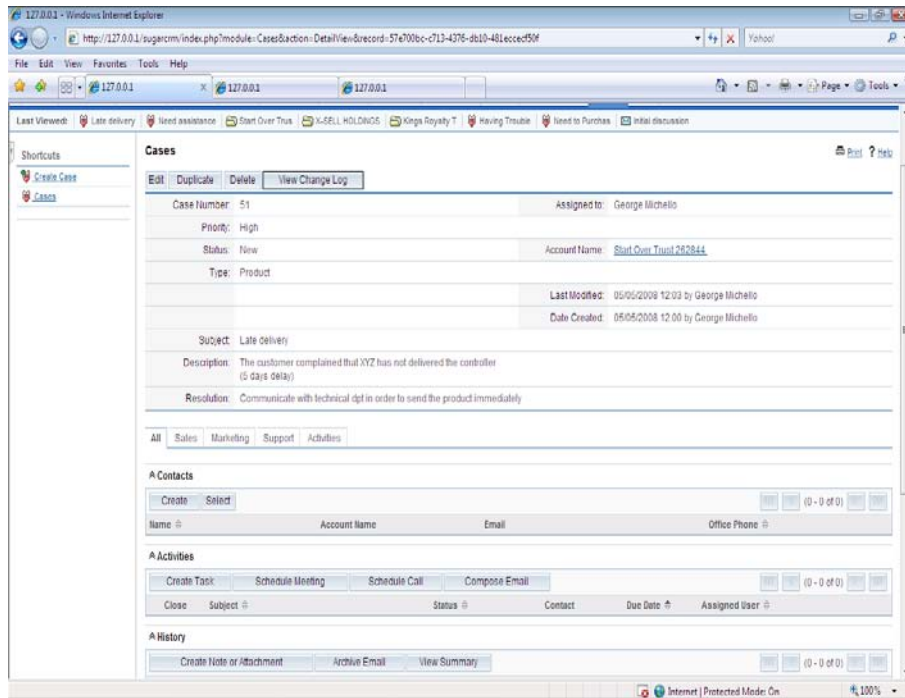 127.0.0.1 - Windows Internet Explorer
http://127.0.0.1/sugarcrm/index.php?module=Cases&action=DetailView&record=57e700bc-c713-4376-db10-481eccecf50f
Yahoo!
File Edit View Favorites Tools Help
127.0.0.1 127.0.0.1 127.0.0.1 Page Tools
Last Viewed: Late delivery Need assistance Start Over Trus X-SELL HOLDINGS Kings Royalty T Having Trouble Need to Purchas Initial discussion
Shortcuts
Create Case
Cases
Cases
Print ? Help
Edit Duplicate Delete View Change Log
Case Number: 51 Assigned to: George Michello
Priority: High
Status: New Account Name: Start Over Trust 262844
Type: Product
Last Modified: 05/05/2008 12:03 by George Michello
Date Created: 05/05/2008 12:00 by George Michello
Subject: Late delivery
Description: The customer complained that XYZ has not delivered the controller
(5 days delay)
Resolution: Communicate with technical dpt in order to send the product immediately
All Sales Marketing Support Activities
Contacts
Create Select (0 - 0 of 0)
Name Account Name Email Office Phone
Activities
Create Task Schedule Meeting Schedule Call Compose Email (0 - 0 of 0)
Close Subject Status Contact Due Date Assigned User
History
Create Note or Attachment Archive Email View Summary (0 - 0 of 0)
Internet | Protected Mode: On 100%